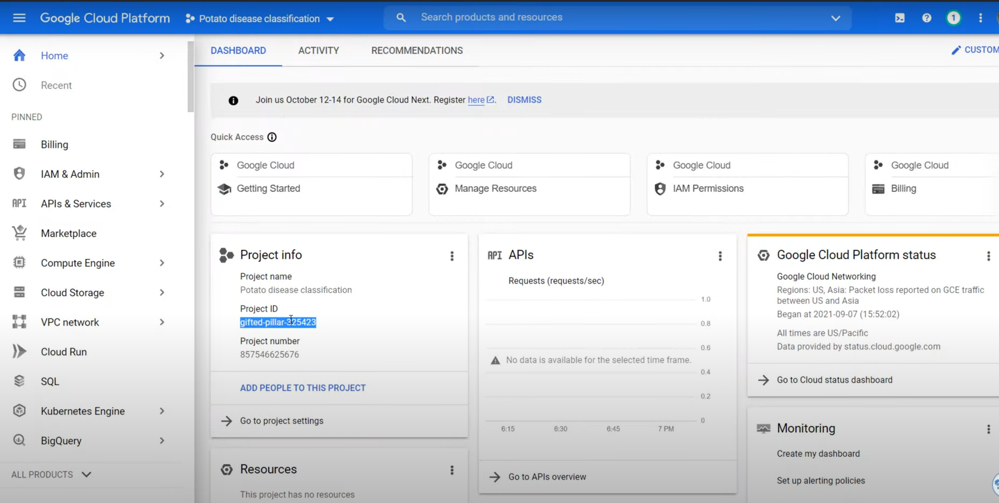 Google Cloud Platform
Potato disease classification
Search products and resources
1
Home
Recent
PINNED
Billing
IAM & Admin
API
APIs & Services
Marketplace
Compute Engine
Cloud Storage
VPC network
Cloud Run
SQL
Kubernetes Engine
BigQuery
ALL PRODUCTS
DASHBOARD
ACTIVITY
RECOMMENDATIONS
CUSTOM
Join us October 12-14 for Google Cloud Next. Register here. DISMISS
Quick Access
Google Cloud
Getting Started
Google Cloud
Manage Resources
Google Cloud
IAM Permissions
Google Cloud
Billing
Project info
Project name
Potato disease classification
Project ID
gifted-pillar-325423
Project number
857546625676
ADD PEOPLE TO THIS PROJECT
Go to project settings
Resources
This project has no resources
API APIs
Requests (requests/sec)
1.0
0.8
0.6
No data is available for the selected time frame.
0.4
0.2
0
6:15 6:30 6:45 7 PM
Go to APIs overview
Google Cloud Platform status
Google Cloud Networking
Regions: US, Asia: Packet loss reported on GCE traffic
between US and Asia
Began at 2021-09-07 (15:52:02)
All times are US/Pacific
Data provided by status.cloud.google.com
Go to Cloud status dashboard
Monitoring
Create my dashboard
Set up alerting policies